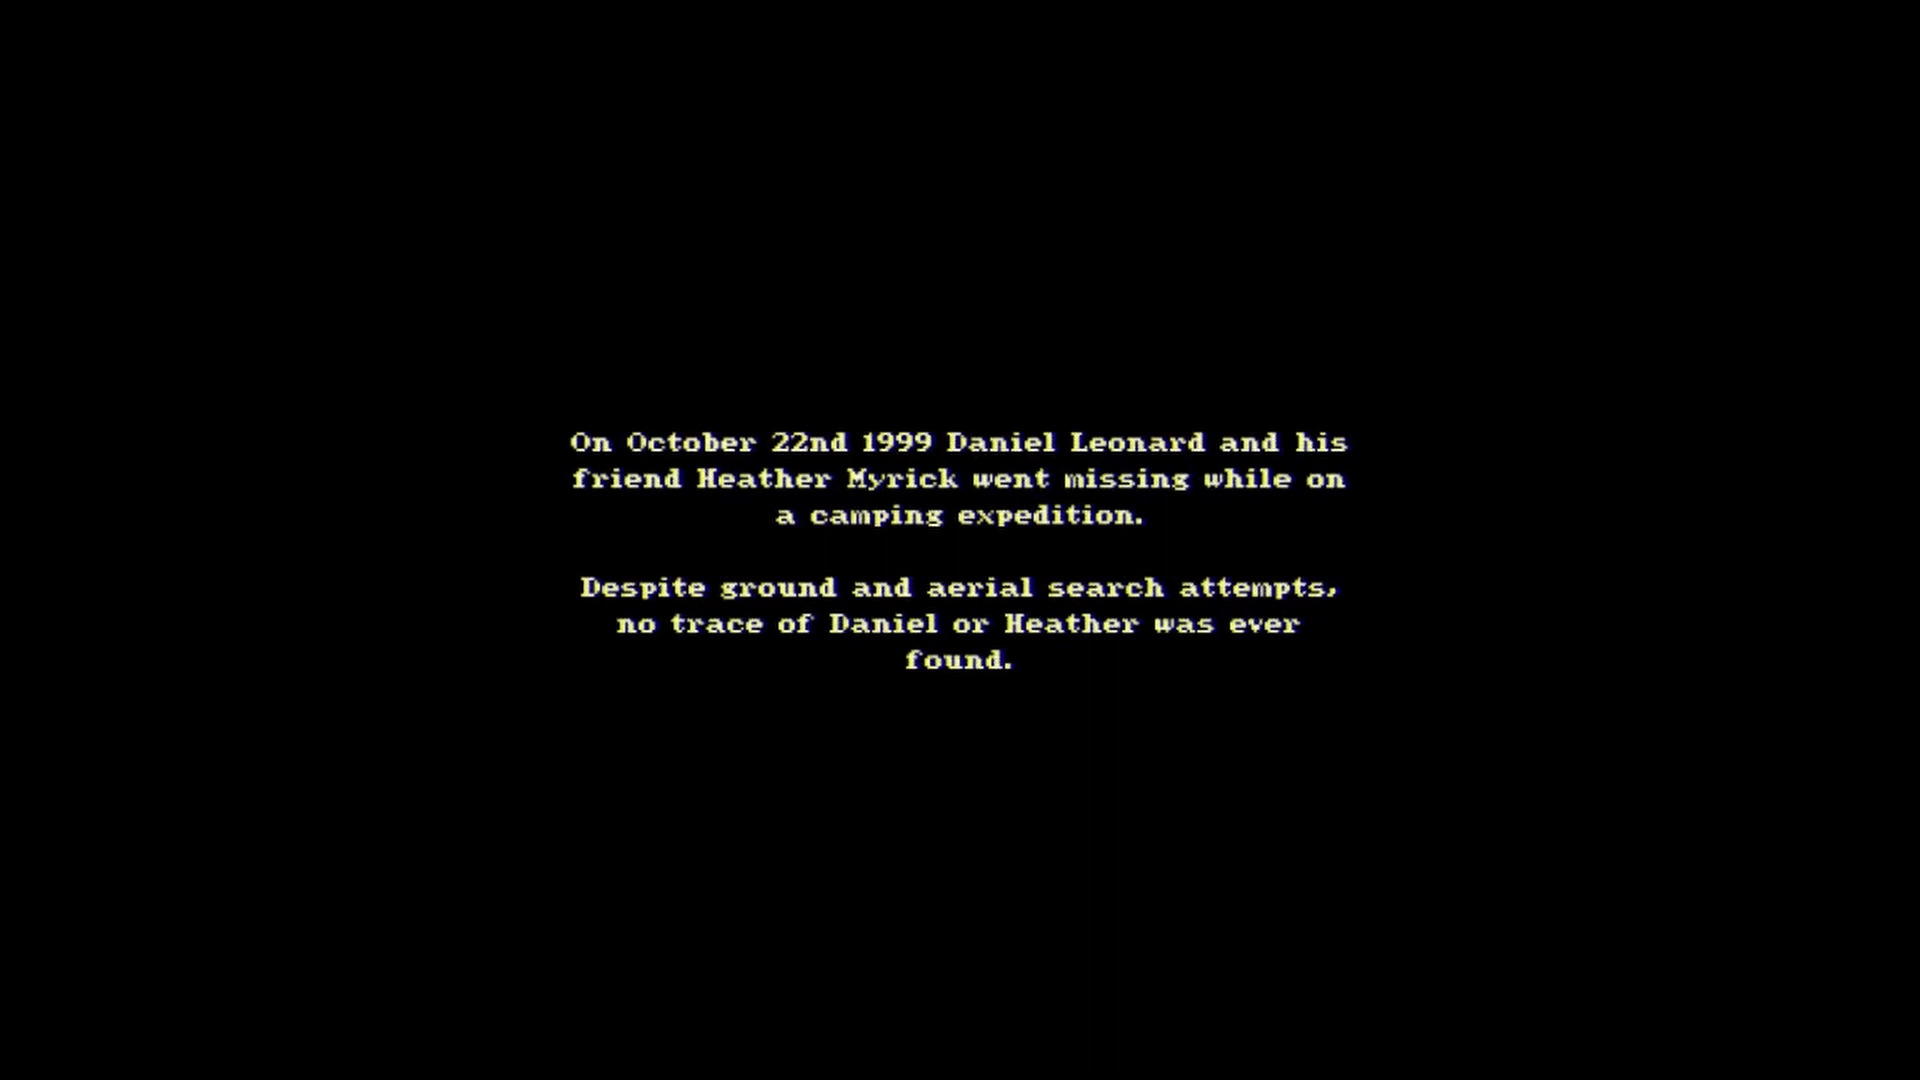 On October 22nd 1999 Daniel Leonard and his
friend Heather Myrick went missing while on
a camping expedition.
Despite ground and aerial search attempts,
no trace of Daniel or Heather was ever
found.